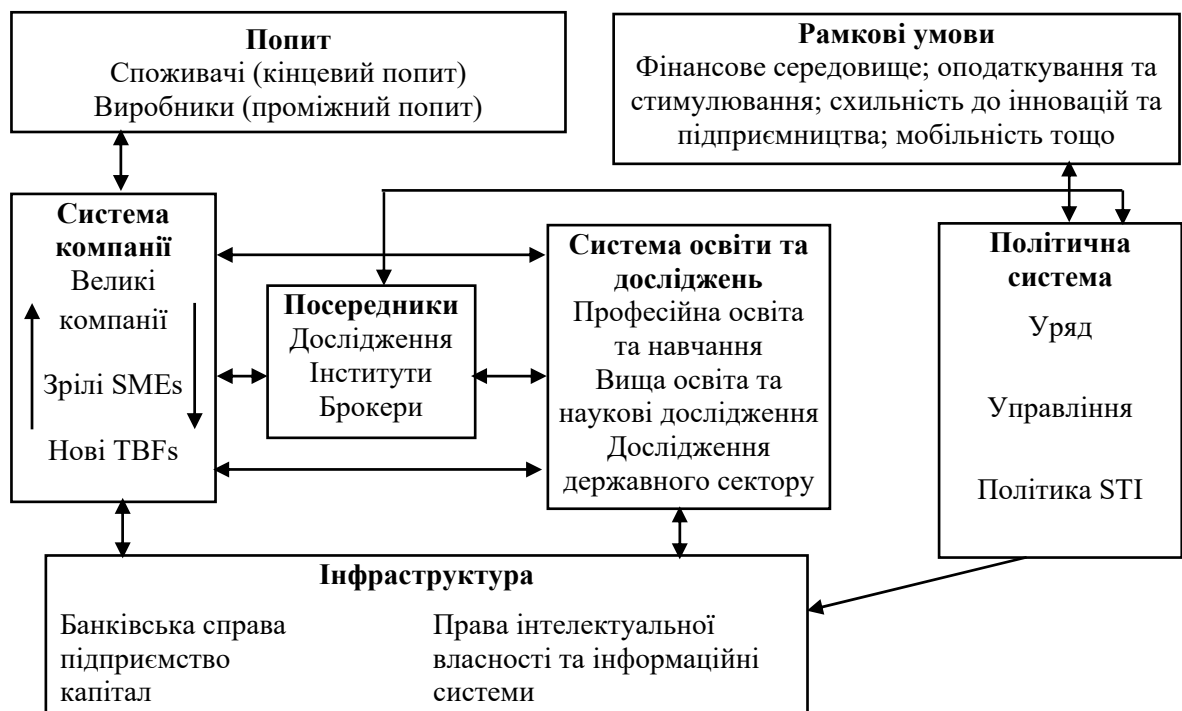 Попит
Споживачі (кінцевий попит)
Виробники (проміжний попит)
Рамкові умови
Фінансове середовище; оподаткування та
стимулювання; схильність до інновацій та
підприємництва; мобільність тощо
Система
компанії
Великі
компанії
Зрілі SMEs
Нові TBFs
Посередники
Дослідження
Інститути
Брокери
Система освіти та
досліджень
Професійна освіта
та навчання
Вища освіта та
наукові дослідження
Дослідження
державного сектору
Політична
система
Уряд
Управління
Політика STI
Інфраструктура
Банківська справа
підприємство
капітал
Права інтелектуальної
власності та інформаційні
системи